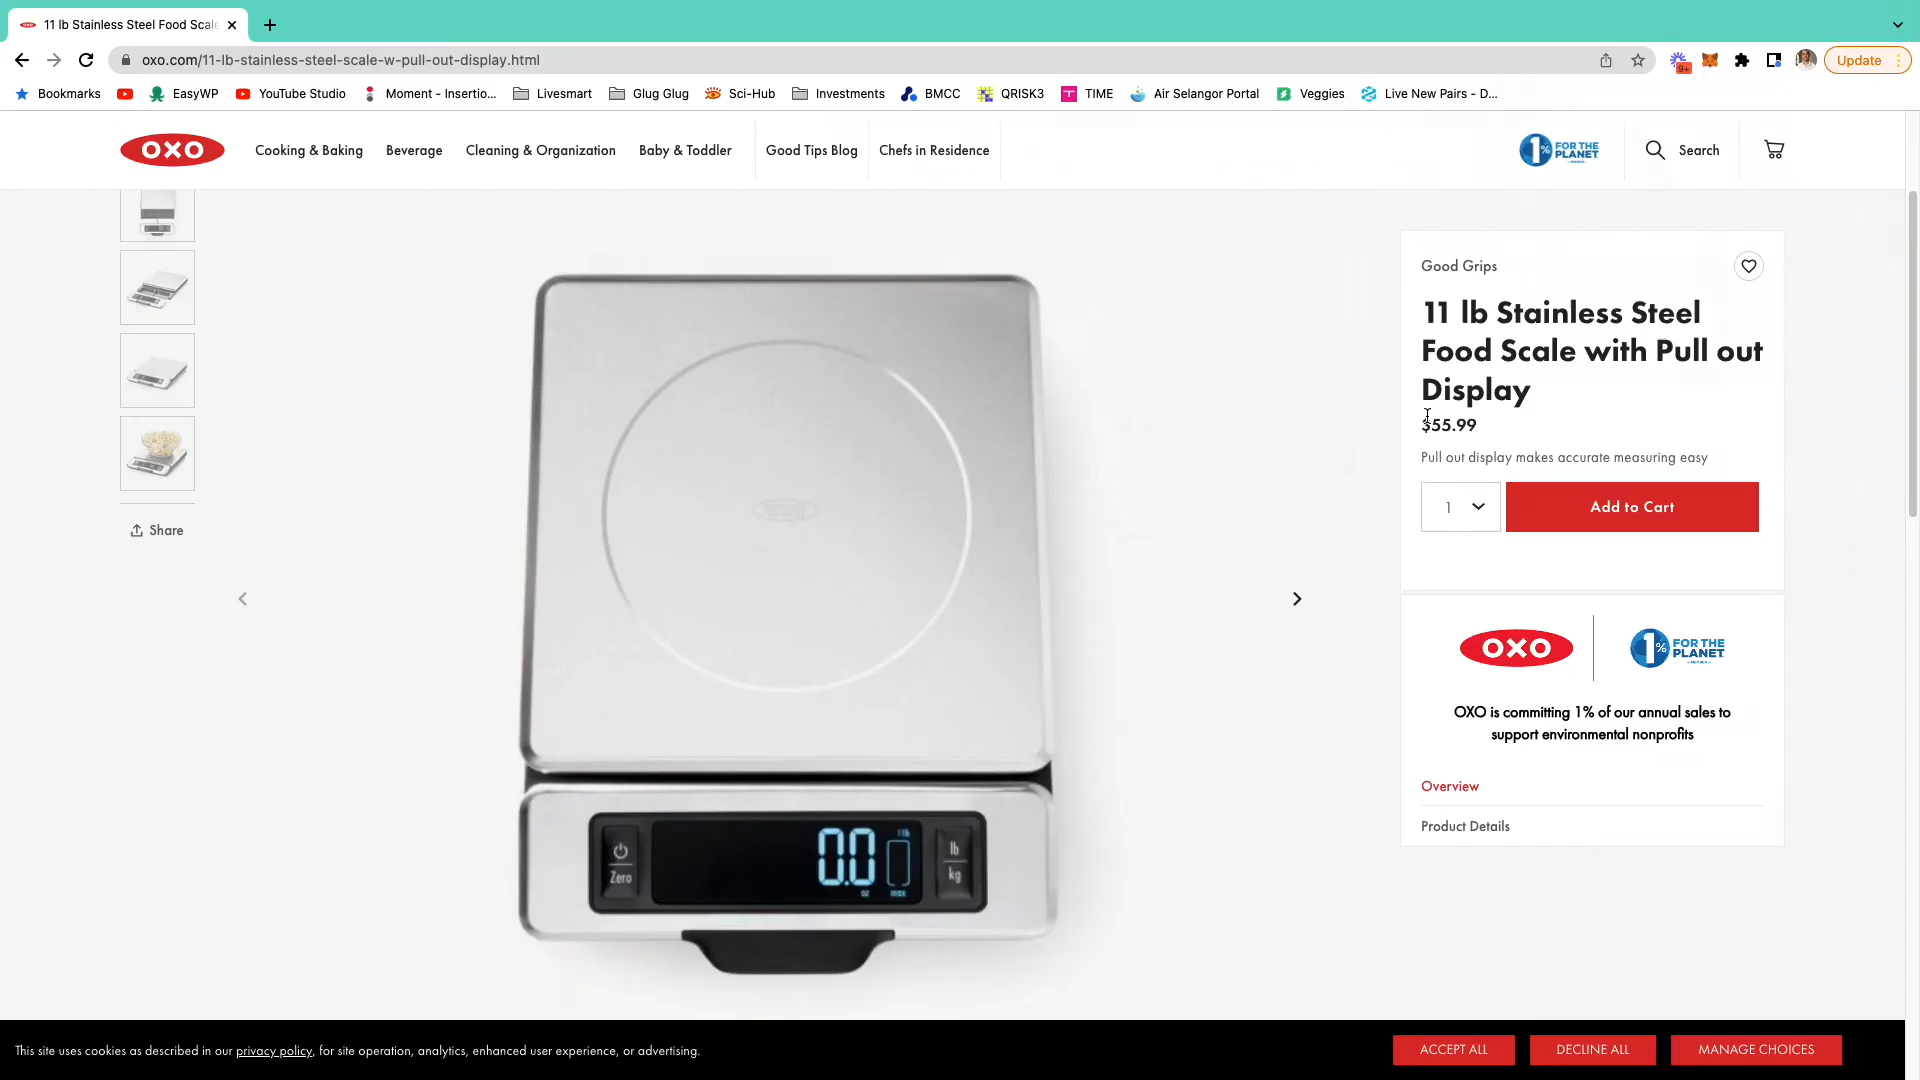 11 lb Stainless Steel Food Scale
oxo.com/11-lb-stainless-steel-scale-w-pull-out-display.html
9+
Update
Bookmarks
EasyWP
YouTube Studio
Moment - Insertio...
Livesmart
Glug Glug
Sci-Hub
Investments
BMCC
QRISK3
T TIME
Air Selangor Portal
Veggies
Live New Pairs - D...
OXO
Cooking & Baking
Beverage
Cleaning & Organization
Baby & Toddler
Good Tips Blog
Chefs in Residence
1% FOR THE
PLANET
Search
Good Grips
11 lb Stainless Steel
Food Scale with Pull out
Display
$55.99
Pull out display makes accurate measuring easy
1
Add to Cart
Share
OXO
1% FOR THE
PLANET
MEMBER
OXO is committing 1% of our annual sales to
support environmental nonprofits
Overview
Product Details
Zero
0.0
oz
11lb
max
lb
kg
This site uses cookies as described in our privacy policy, for site operation, analytics, enhanced user experience, or advertising.
ACCEPT ALL
DECLINE ALL
MANAGE CHOICES